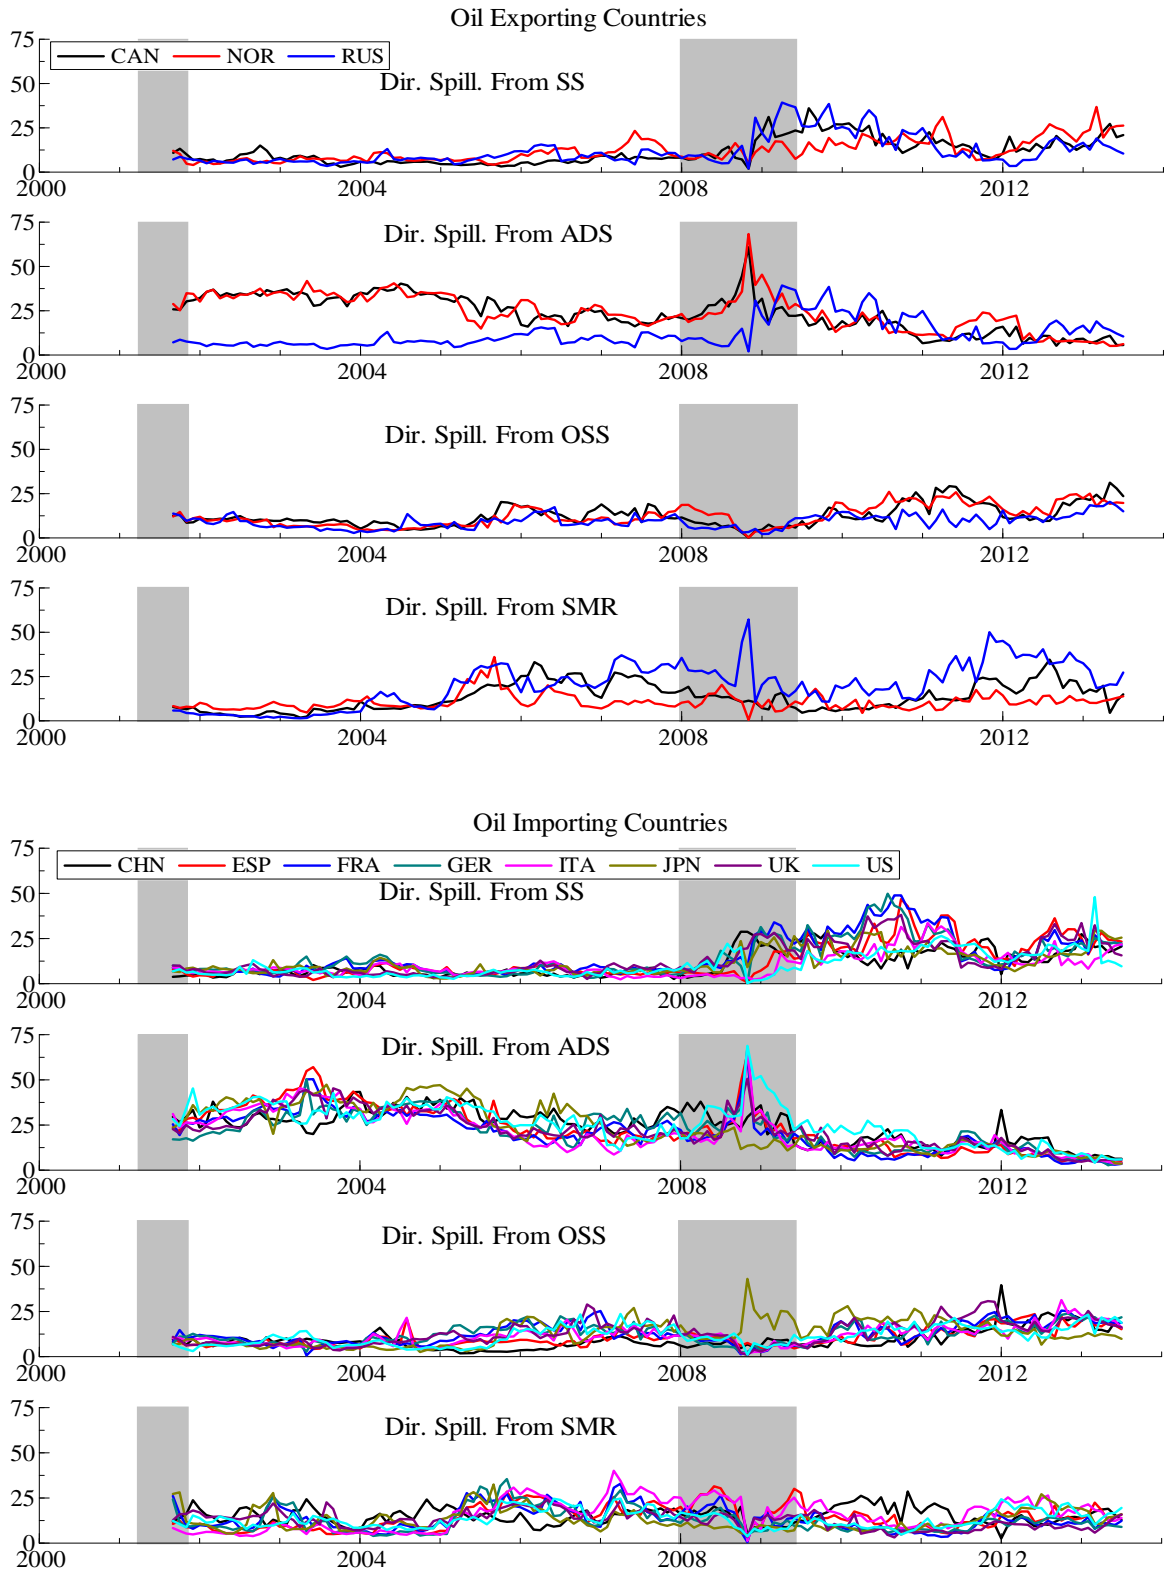 Oil Exporting Countries
75
CAN NOR RUS
Dir. Spill. From SS
50
25
0
2000 2004 2008 2012
75
Dir. Spill. From ADS
50
25
0
2000 2004 2008 2012
75
Dir. Spill. From OSS
50
25
0
2000 2004 2008 2012
75
Dir. Spill. From SMR
50
25
0
2000 2004 2008 2012
Oil Importing Countries
75
CHN ESP FRA GER ITA JPN UK US
Dir. Spill. From SS
50
25
0
2000 2004 2008 2012
75
Dir. Spill. From ADS
50
25
0
2000 2004 2008 2012
75
Dir. Spill. From OSS
50
25
0
2000 2004 2008 2012
75
Dir. Spill. From SMR
50
25
0
2000 2004 2008 2012